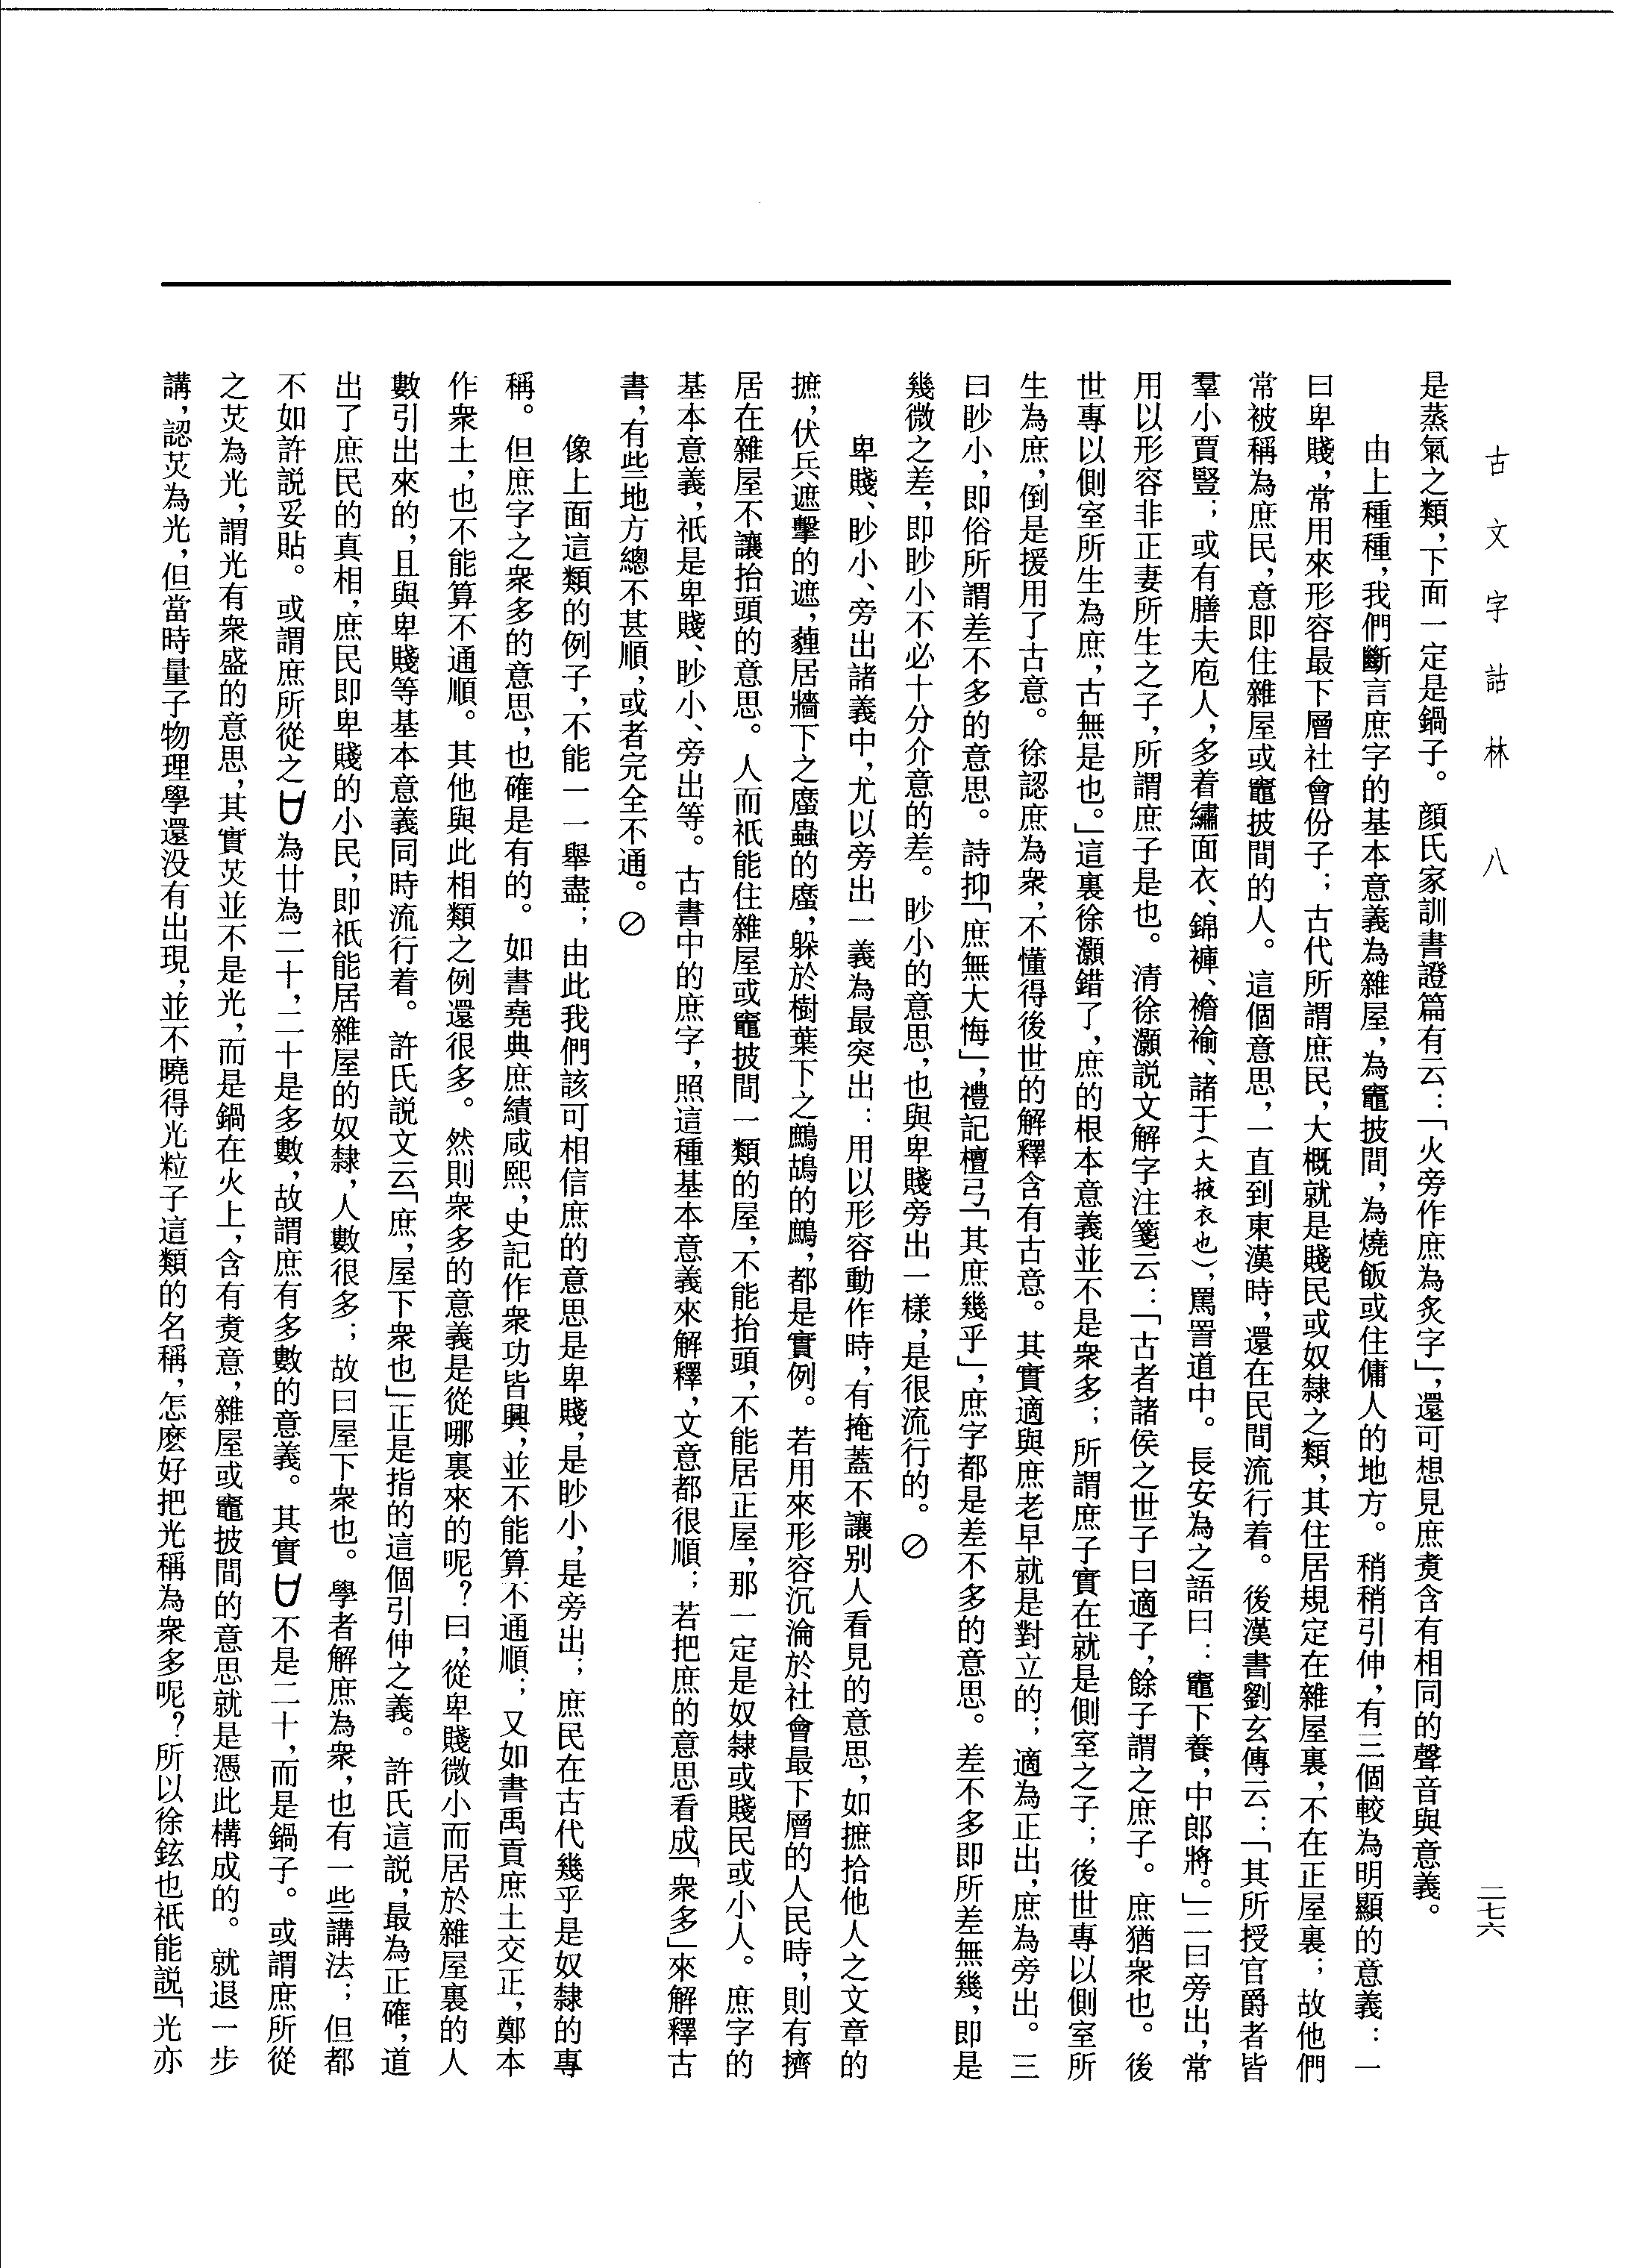 古文字詁林　八
二七六
是蒸氣之類，下面一定是鍋子。顔氏家訓書證篇有云：「火旁作庶為炙字」，還可想見庶煑含有相同的聲音與意義。
由上種種，我們斷言庶字的基本意義為雜屋，為竈披間，為燒飯或住傭人的地方。稍稍引伸，有三個較為明顯的意義：一
曰卑賤，常用來形容最下層社會份子；古代所謂庶民，大概就是賤民或奴隸之類，其住居規定在雜屋裏，不在正屋裏；故他們
常被稱為庶民，意即住雜屋或竈披間的人。這個意思，一直到東漢時，還在民間流行着。後漢書劉玄傳云：「其所授官爵者皆
羣小賈豎；或有膳夫庖人，多着繡面衣、錦褲、襜褕、諸于（大掖衣也），罵詈道中。長安為之語曰：竈下養，中郎將。」二曰旁出，常
用以形容非正妻所生之子，所謂庶子是也。清徐灝説文解字注箋云：「古者諸侯之世子曰適子，餘子謂之庶子。庶猶衆也。後
世專以側室所生為庶，古無是也。」這裏徐灝錯了，庶的根本意義並不是衆多；所謂庶子實在就是側室之子；後世專以側室所
生為庶，倒是援用了古意。徐認庶為衆，不懂得後世的解釋含有古意。其實適與庶老早就是對立的；適為正出，庶為旁出。三
曰眇小，即俗所謂差不多的意思。詩抑「庶無大悔」，禮記檀弓「其庶幾乎」，庶字都是差不多的意思。差不多即所差無幾，即是
幾微之差，即眇小不必十分介意的差。眇小的意思，也與卑賤旁出一樣，是很流行的。⊘
卑賤、眇小、旁出諸義中，尤以旁出一義為最突出：用以形容動作時，有掩蓋不讓别人看見的意思，如摭拾他人之文章的
摭，伏兵遮擊的遮，薶居牆下之䗪蟲的䗪，躲於樹葉下之鷓鴣的鷓，都是實例。若用來形容沉淪於社會最下層的人民時，則有擠
居在雜屋不讓抬頭的意思。人而祇能住雜屋或竈披間一類的屋，不能抬頭，不能居正屋，那一定是奴隸或賤民或小人。庶字的
基本意義，祇是卑賤、眇小、旁出等。古書中的庶字，照這種基本意義來解釋，文意都很順；若把庶的意思看成「衆多」來解釋古
書，有些地方總不甚順，或者完全不通。⊘
像上面這類的例子，不能一一舉盡；由此我們該可相信庶的意思是卑賤，是眇小，是旁出；庶民在古代幾乎是奴隸的專
稱。但庶字之衆多的意思，也確是有的。如書堯典庶績咸熙，史記作衆功皆興，並不能算不通順；又如書禹貢庶土交正，鄭本
作衆土，也不能算不通順。其他與此相類之例還很多。然則衆多的意義是從哪裏來的呢？曰，從卑賤微小而居於雜屋裏的人
數引出來的，且與卑賤等基本意義同時流行着。許氏説文云「庶，屋下衆也」正是指的這個引伸之義。許氏這説，最為正確，道
出了庶民的真相，庶民即卑賤的小民，即祇能居雜屋的奴隸，人數很多；故曰屋下衆也。學者解庶為衆，也有一些講法；但都
不如許説妥貼。或謂庶所從之为廿為二十，二十是多數，故謂庶有多數的意義。其實不是二十，而是鍋子。或謂庶所從
之炗為光，謂光有衆盛的意思，其實炗並不是光，而是鍋在火上，含有煑意，雜屋或竈披間的意思就是憑此構成的。就退一步
講，認炗為光，但當時量子物理學還没有出現，並不曉得光粒子這類的名稱，怎麽好把光稱為衆多呢？所以徐鉉也祇能説「光亦